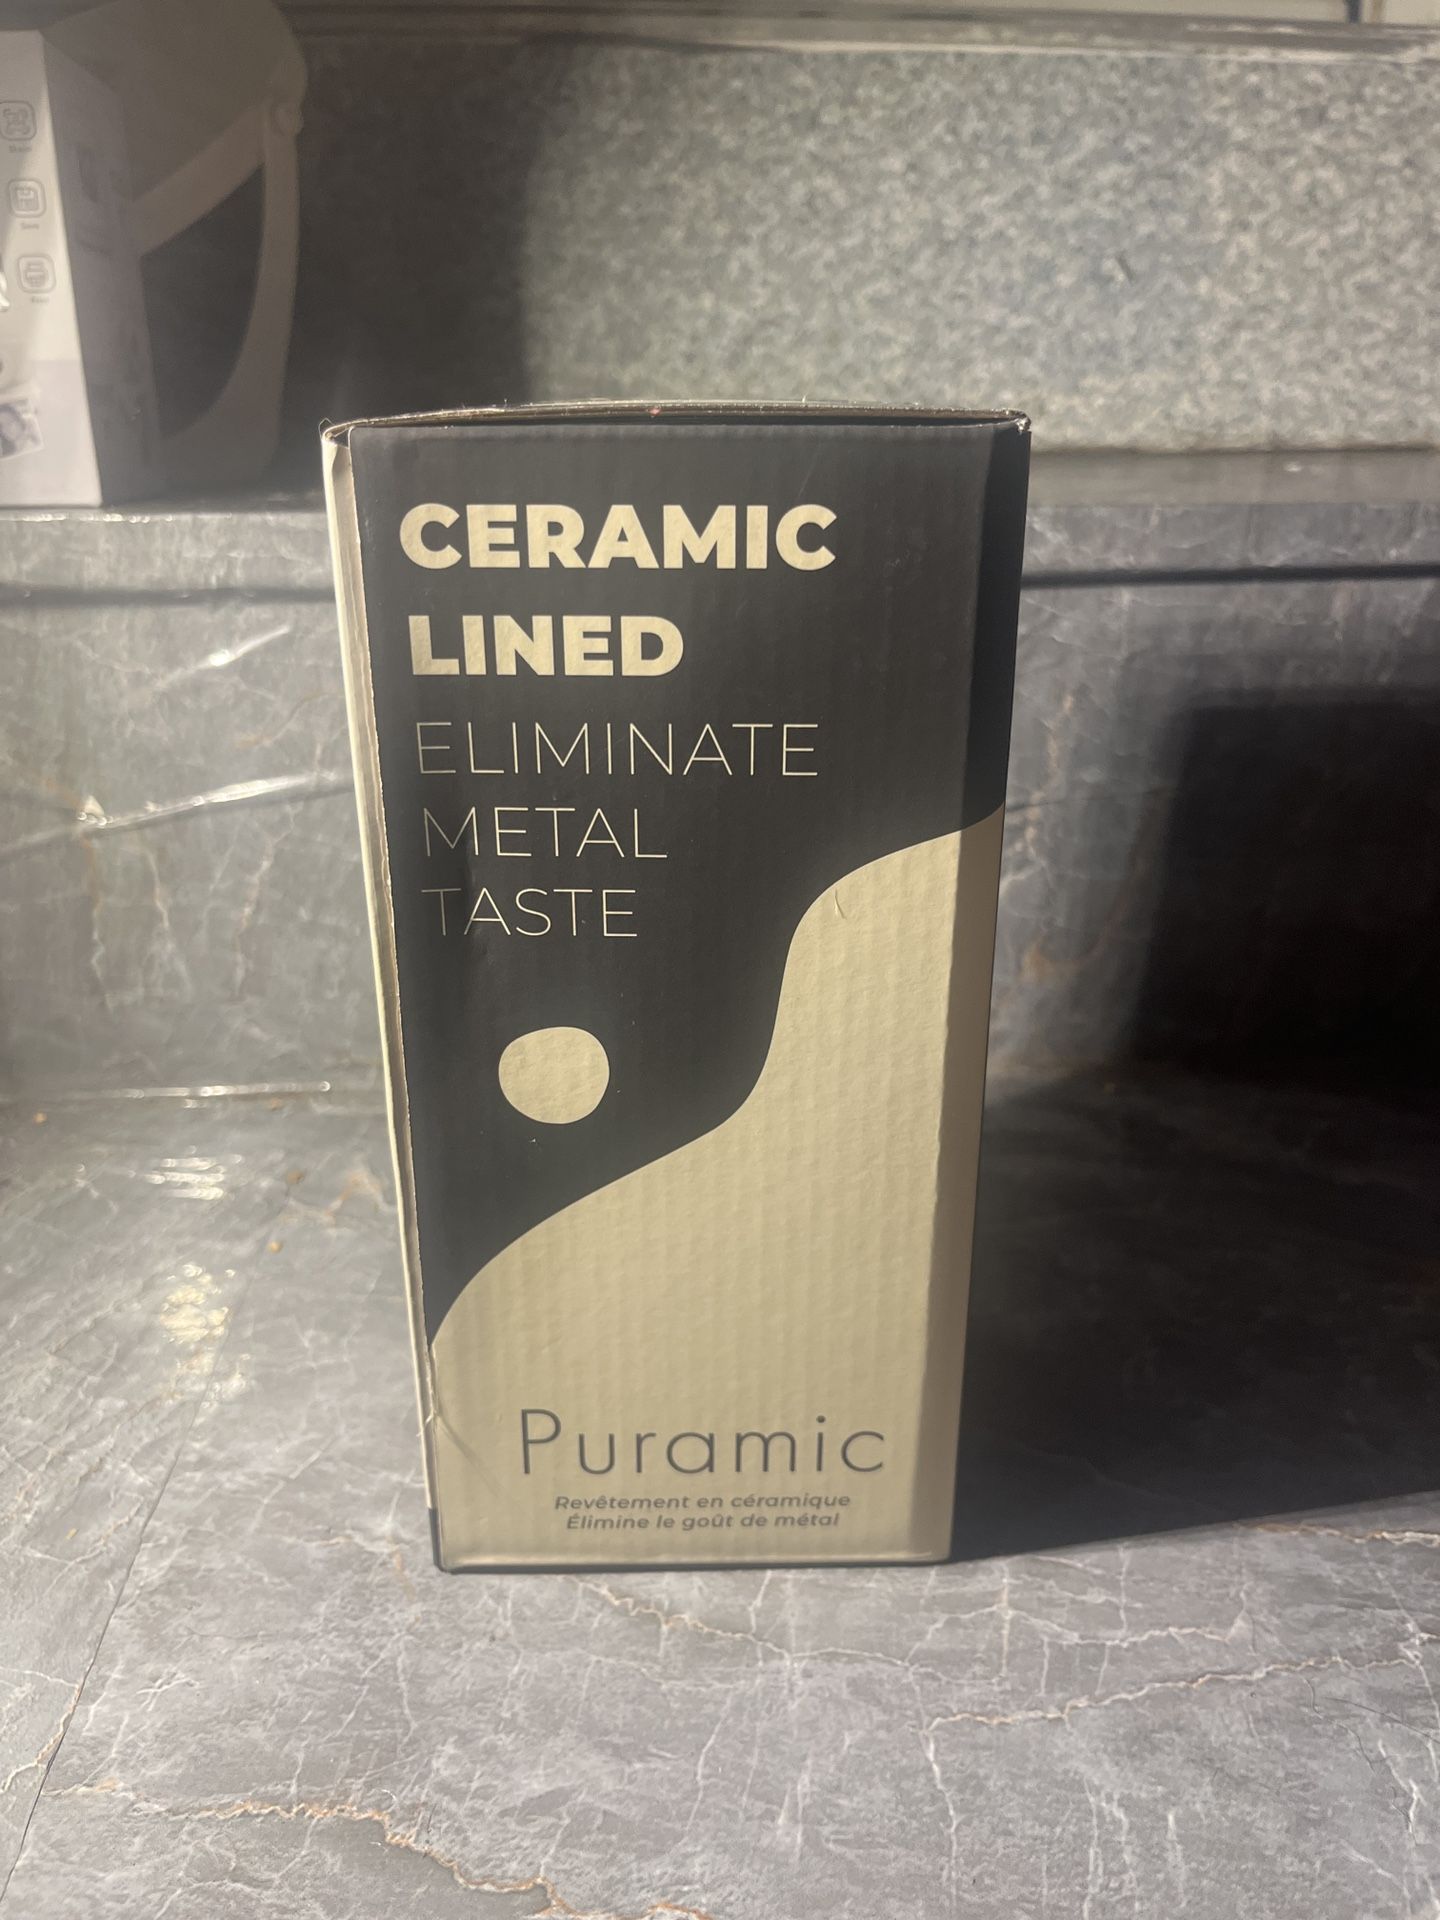 CERAMIC
LINED
ELIMINATE
METAL
TASTE
Puramic
Revêtement en céramique
Élimine le goût de métal